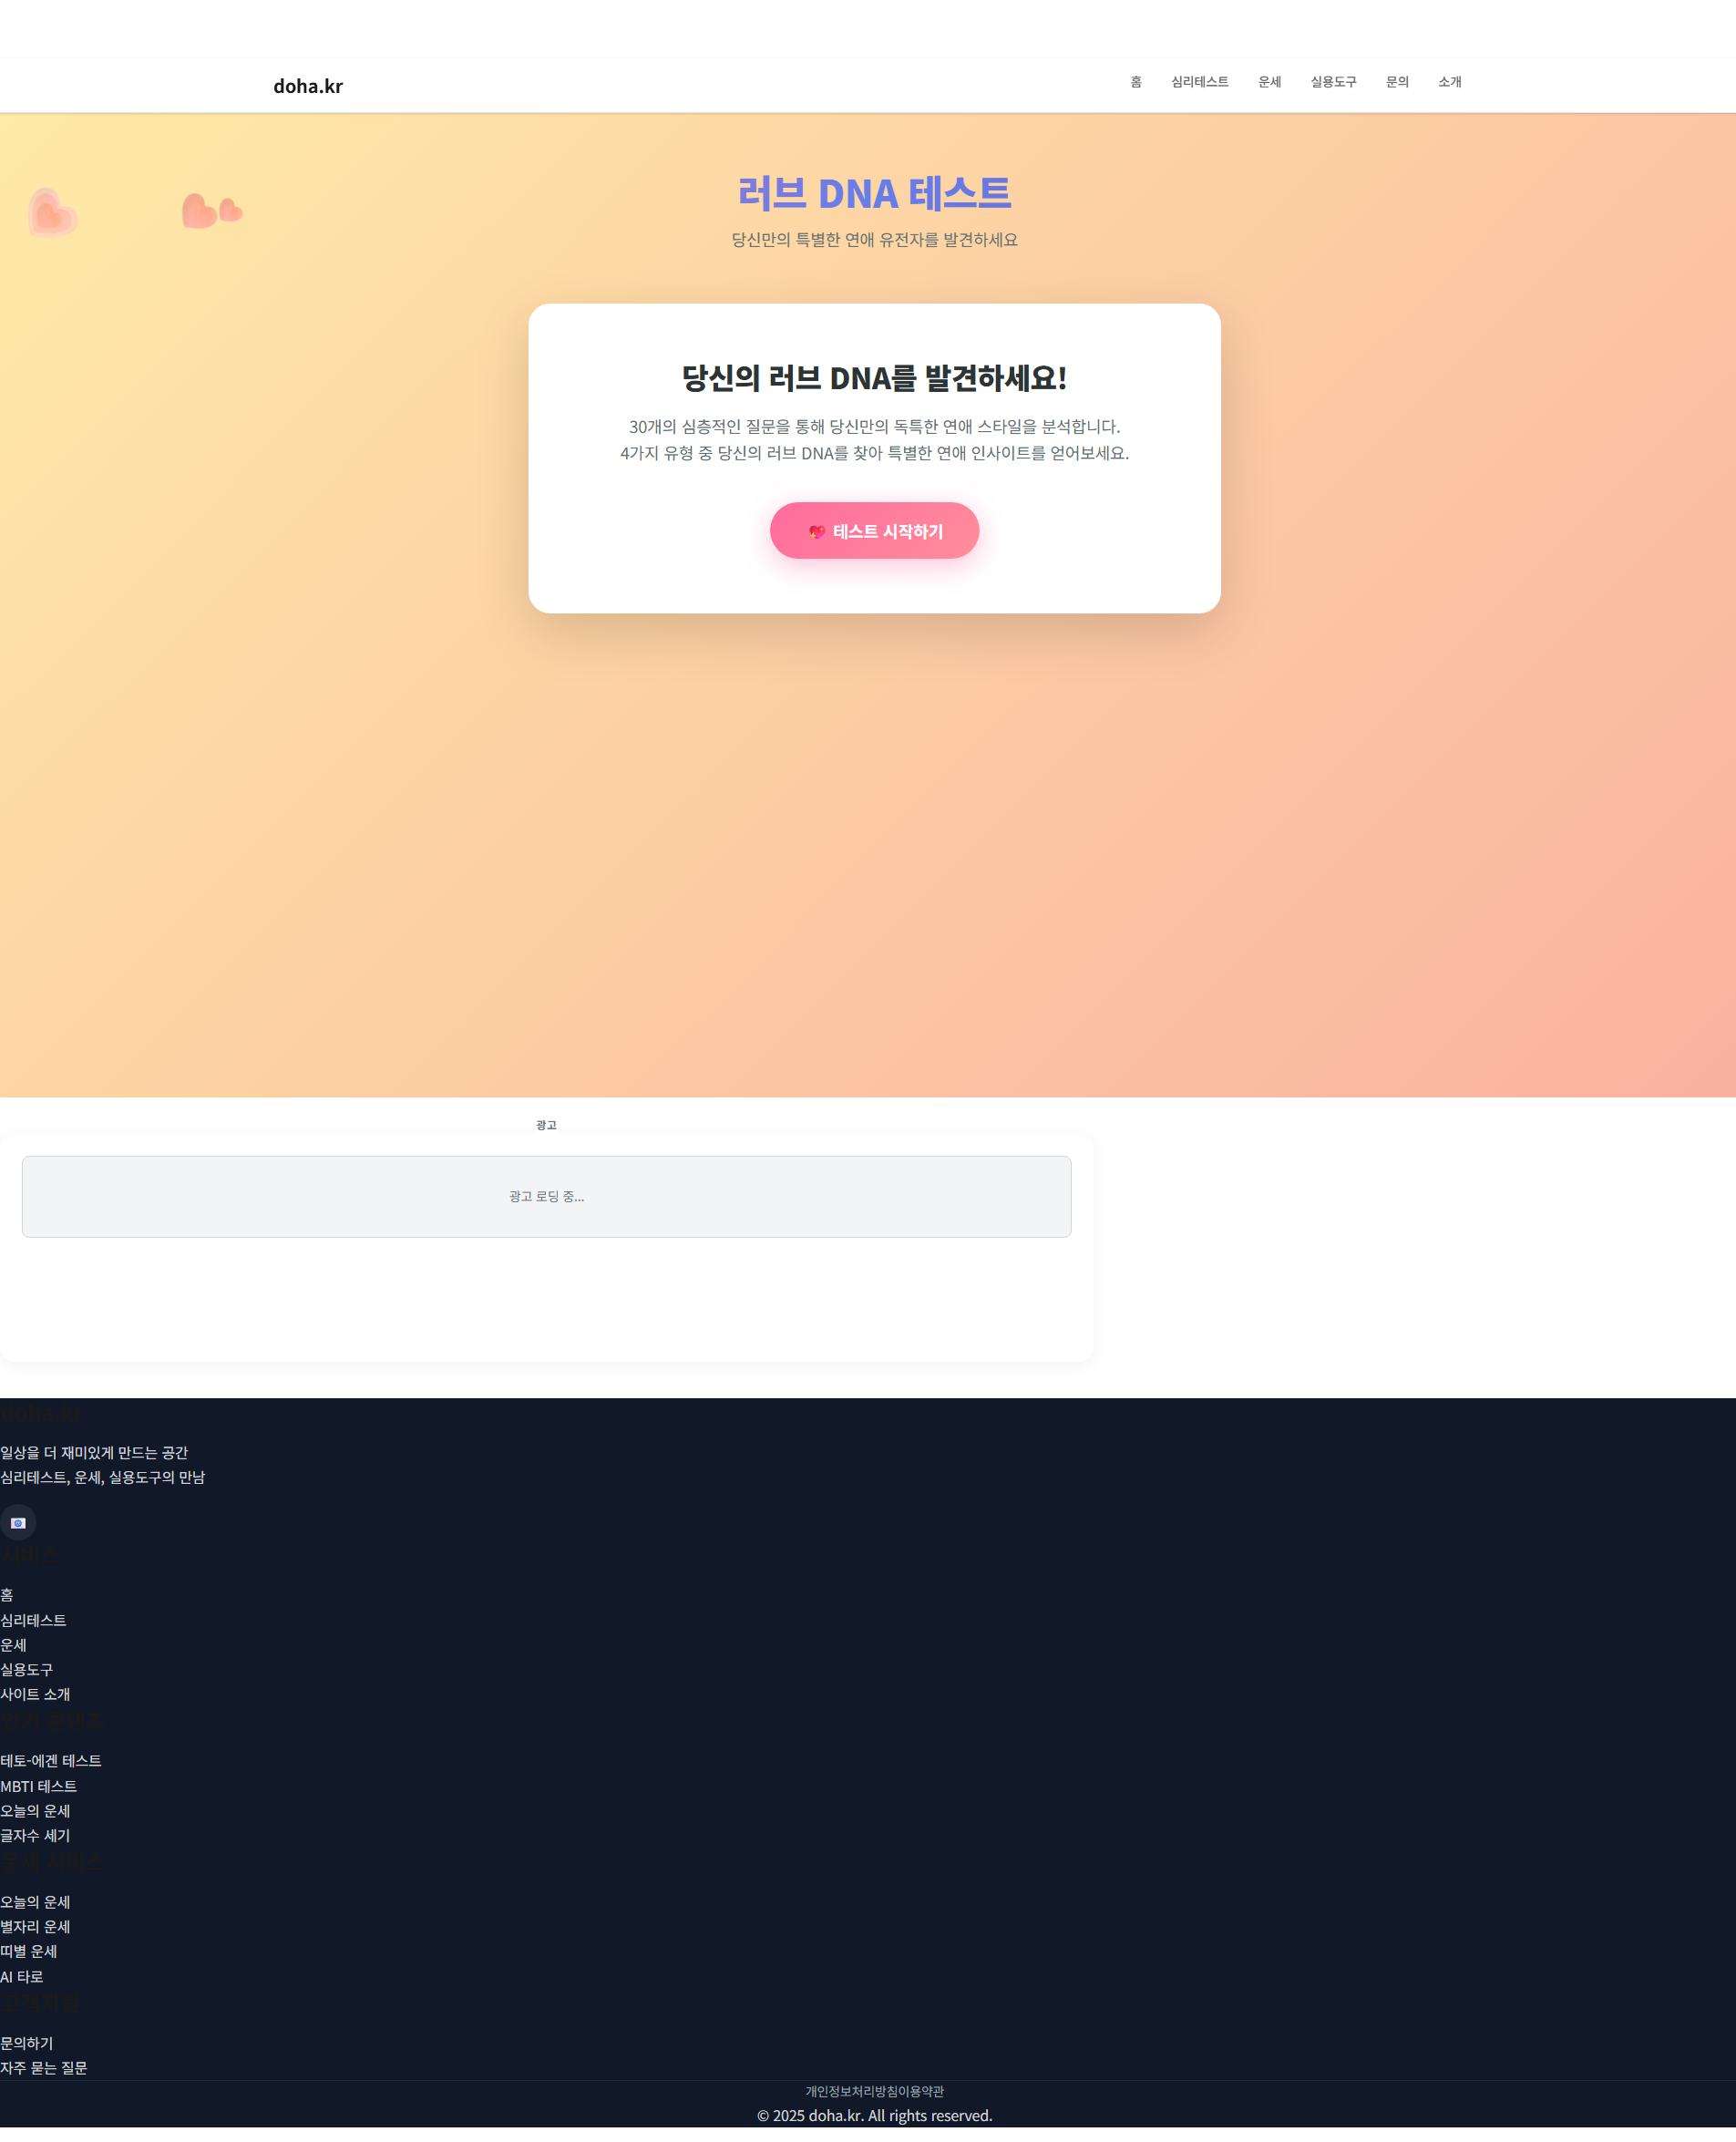 doha.kr
홈
심리테스트
운세
실용도구
문의
소개
러브 DNA 테스트
당신만의 특별한 연애 유전자를 발견하세요
당신의 러브 DNA를 발견하세요!
30개의 심층적인 질문을 통해 당신만의 독특한 연애 스타일을 분석합니다.
4가지 유형 중 당신의 러브 DNA를 찾아 특별한 연애 인사이트를 얻어보세요.
테스트 시작하기
광고
광고 로딩 중...
일상을 더 재미있게 만드는 공간
심리테스트, 운세, 실용도구의 만남
홈
심리테스트
운세
실용도구
사이트 소개
테토-에겐 테스트
MBTI 테스트
오늘의 운세
글자수 세기
오늘의 운세
별자리 운세
띠별 운세
AI 타로
문의하기
자주 묻는 질문
개인정보처리방침이용약관
© 2025 doha.kr. All rights reserved.